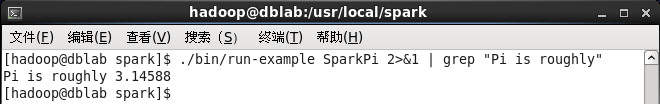 hadoop@dblab:/usr/local/spark
文件(F) 编辑(E) 查看(V) 搜索 (S) 终端(T) 帮助(H)
[hadoop@dblab spark]$ ./bin/run-example SparkPi 2>&1 | grep "Pi is roughly"
Pi is roughly 3.14588
[hadoop@dblab spark]$